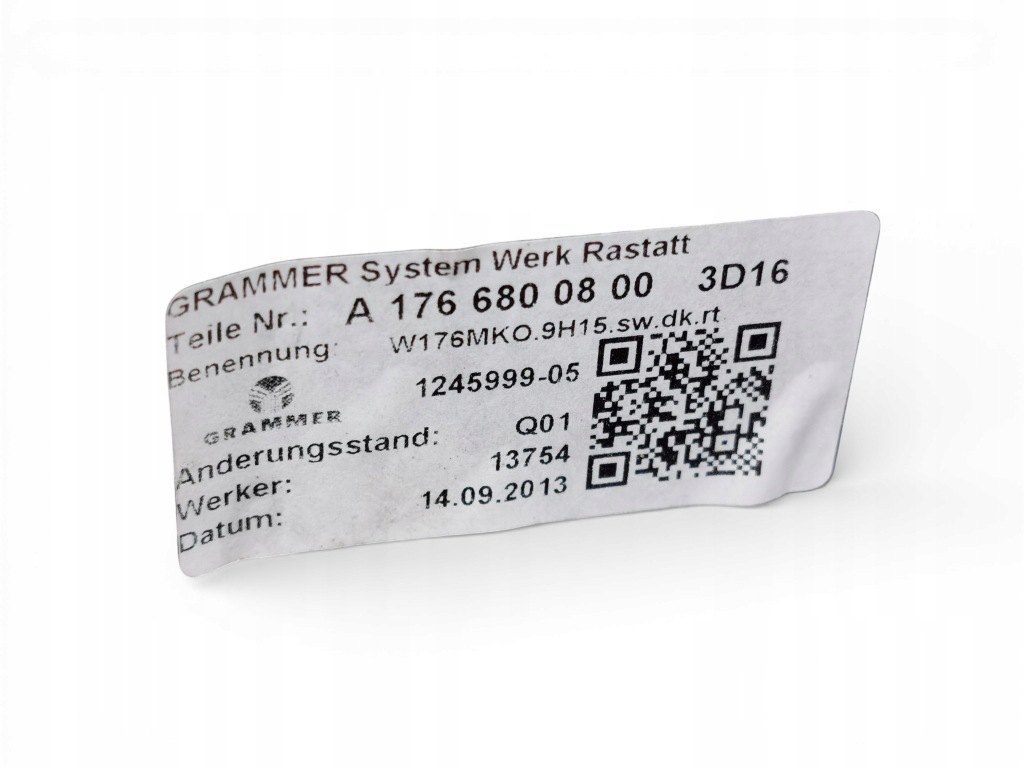 GRAMMER System Werk Rastatt
Teile Nr.: A 176 680 08 00 3D16
Benennung: W176MKO.9H15.sw.dk.rt
1245999-05
GRAMMER
Änderungsstand: Q01
Werker: 13754
Datum: 14.09.2013